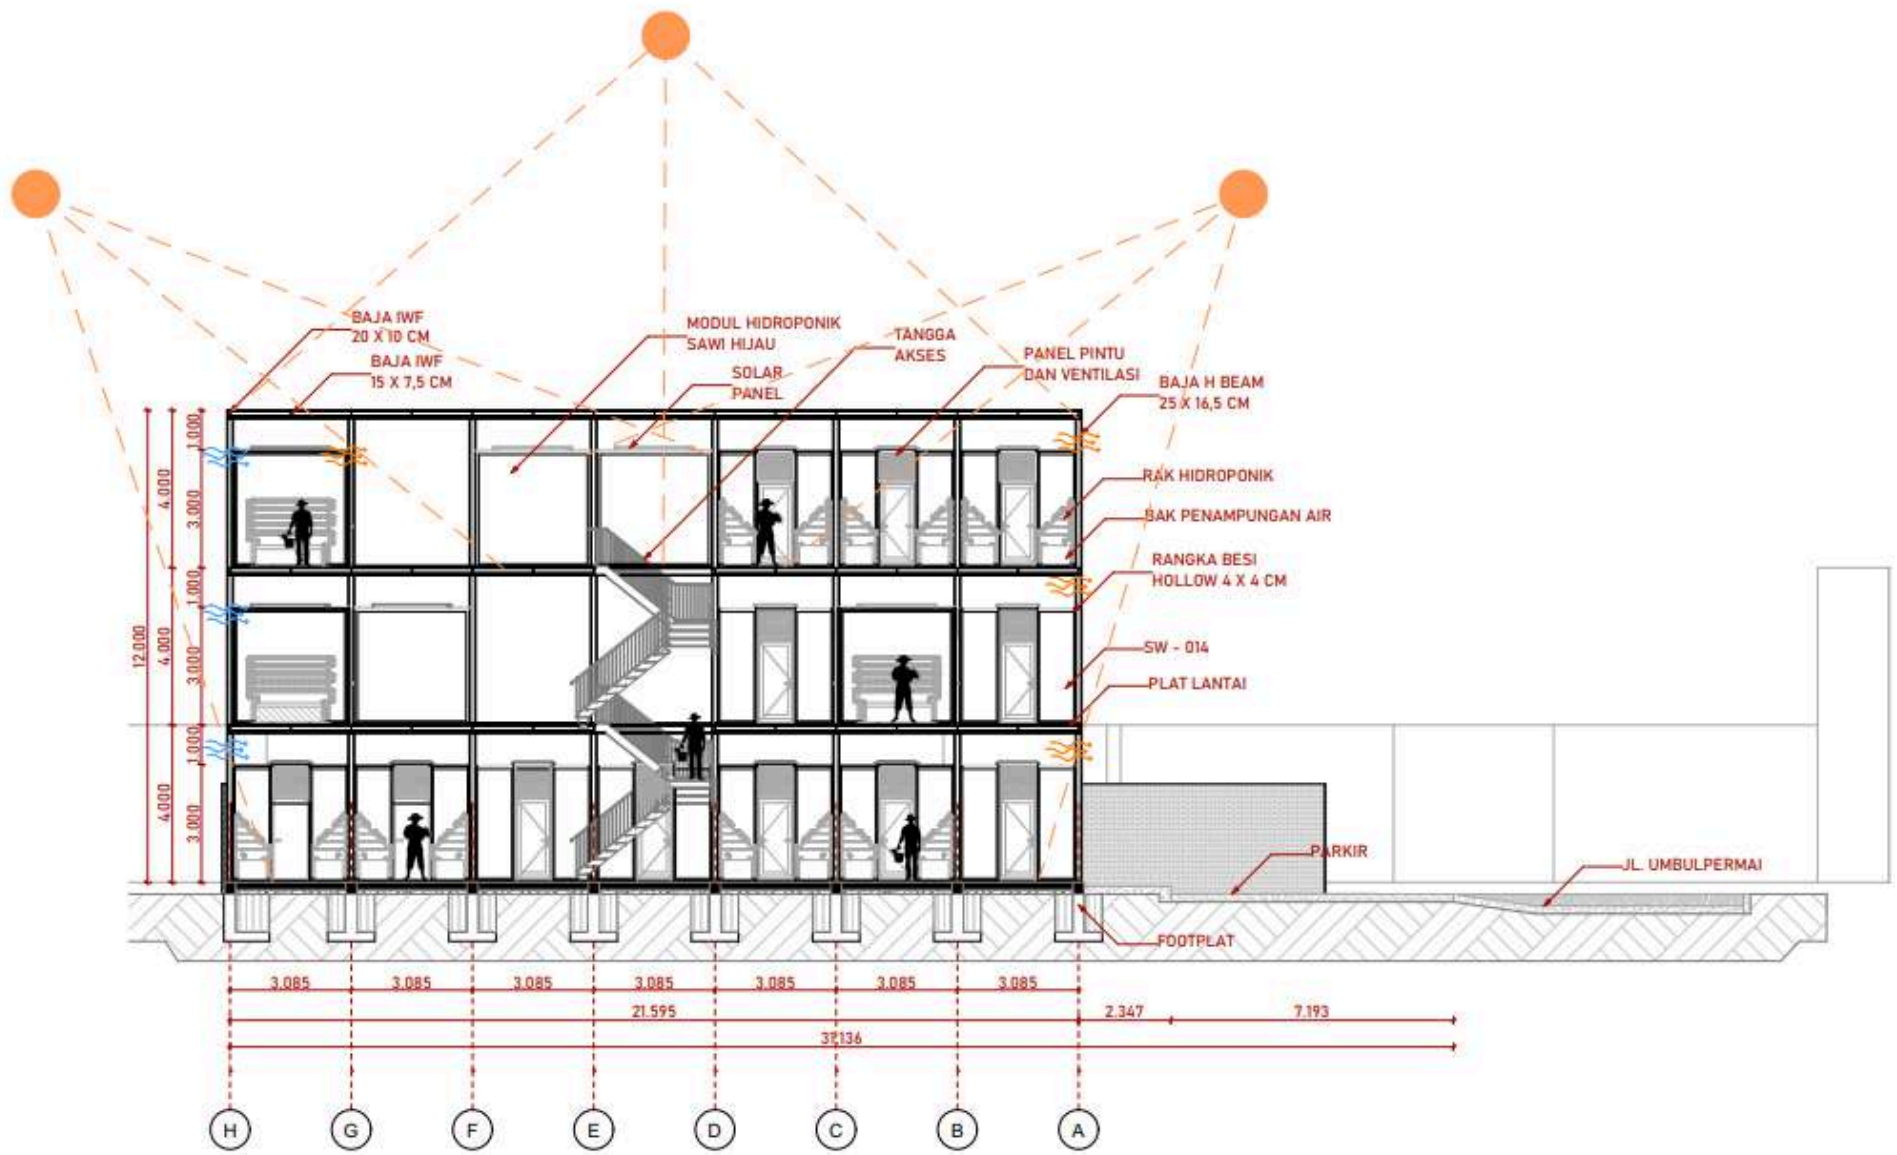 BAJA IWF
20 X 10 CM
BAJA IWF
15 X 7,5 CM
MODUL HIDROPONIK
SAWI HIJAU
SOLAR
PANEL
TANGGA
AKSES
PANEL PINTU
DAN VENTILASI
BAJA H BEAM
25 X 16,5 CM
RAK HIDROPONIK
BAK PENAMPUNGAN AIR
RANGKA BESI
HOLLOW 4 X 4 CM
SW - 014
PLAT LANTAI
PARKIR
JL. UMBULPERMAI
FOOTPLAT
12.000
4.000
4.000
4.000
1.000
3.000
1.000
3.000
1.000
3.000
3.085
3.085
3.085
3.085
3.085
3.085
3.085
21.595
2.347
7.193
31.136
H
G
F
E
D
C
B
A